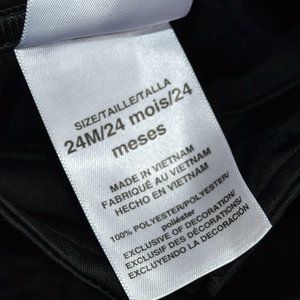 SIZE/TAILLE/TALLA
24M/24 mois/24
meses
MADE IN VIETNAM
FABRIQUÉ AU VIETNAM
HECHO EN VIETNAM
100% POLYESTER/POLYESTER/
poliéster
EXCLUSIVE OF DECORATION/
EXCLUSIF DES DECORATIONS/
EXCLUYENDO LA DECORACIÓN